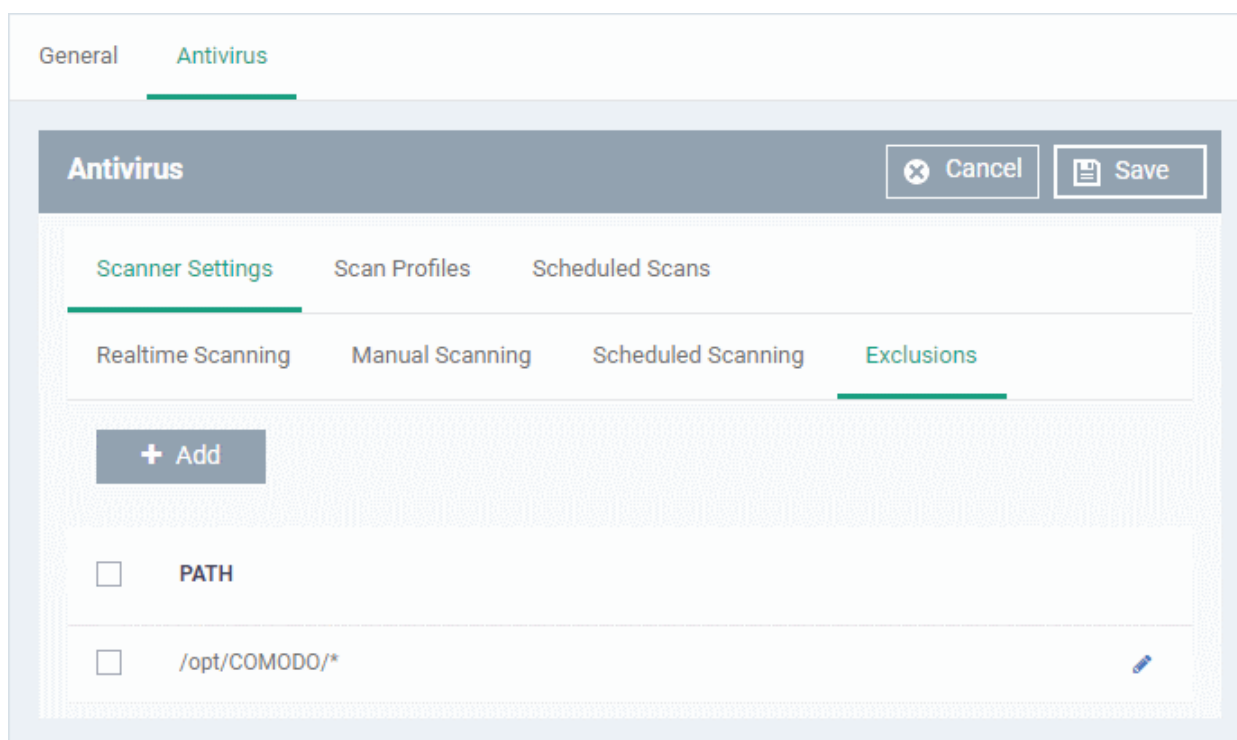 General Antivirus
Antivirus Cancel Save
Scanner Settings Scan Profiles Scheduled Scans
Realtime Scanning Manual Scanning Scheduled Scanning Exclusions
+ Add
PATH
/opt/COMODO/*